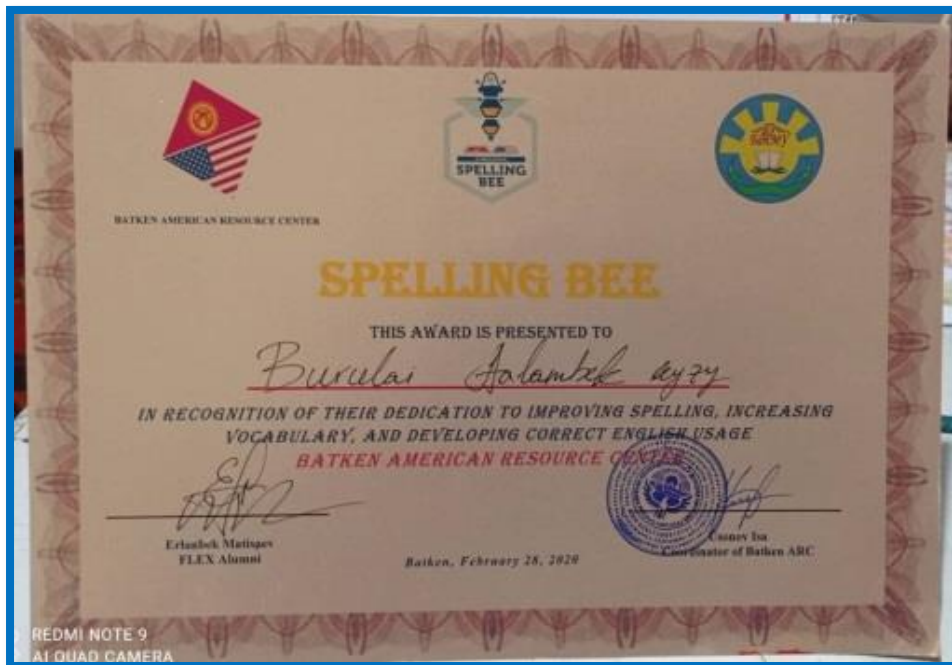 BATKEN AMERICAN RESOURCE CENTER
SPELLING
BEE
SPELLING BEE
THIS AWARD IS PRESENTED TO
Burulai Aalambek kyzy
IN RECOGNITION OF THEIR DEDICATION TO IMPROVING SPELLING, INCREASING
VOCABULARY, AND DEVELOPING CORRECT ENGLISH USAGE
BATKEN AMERICAN RESOURCE CENTER
Erlanbek Matisaev
FLEX Alumni
Isa
Coordinator of Batken ARC
Batken, February 28, 2020
REDMI NOTE 9
AI QUAD CAMERA